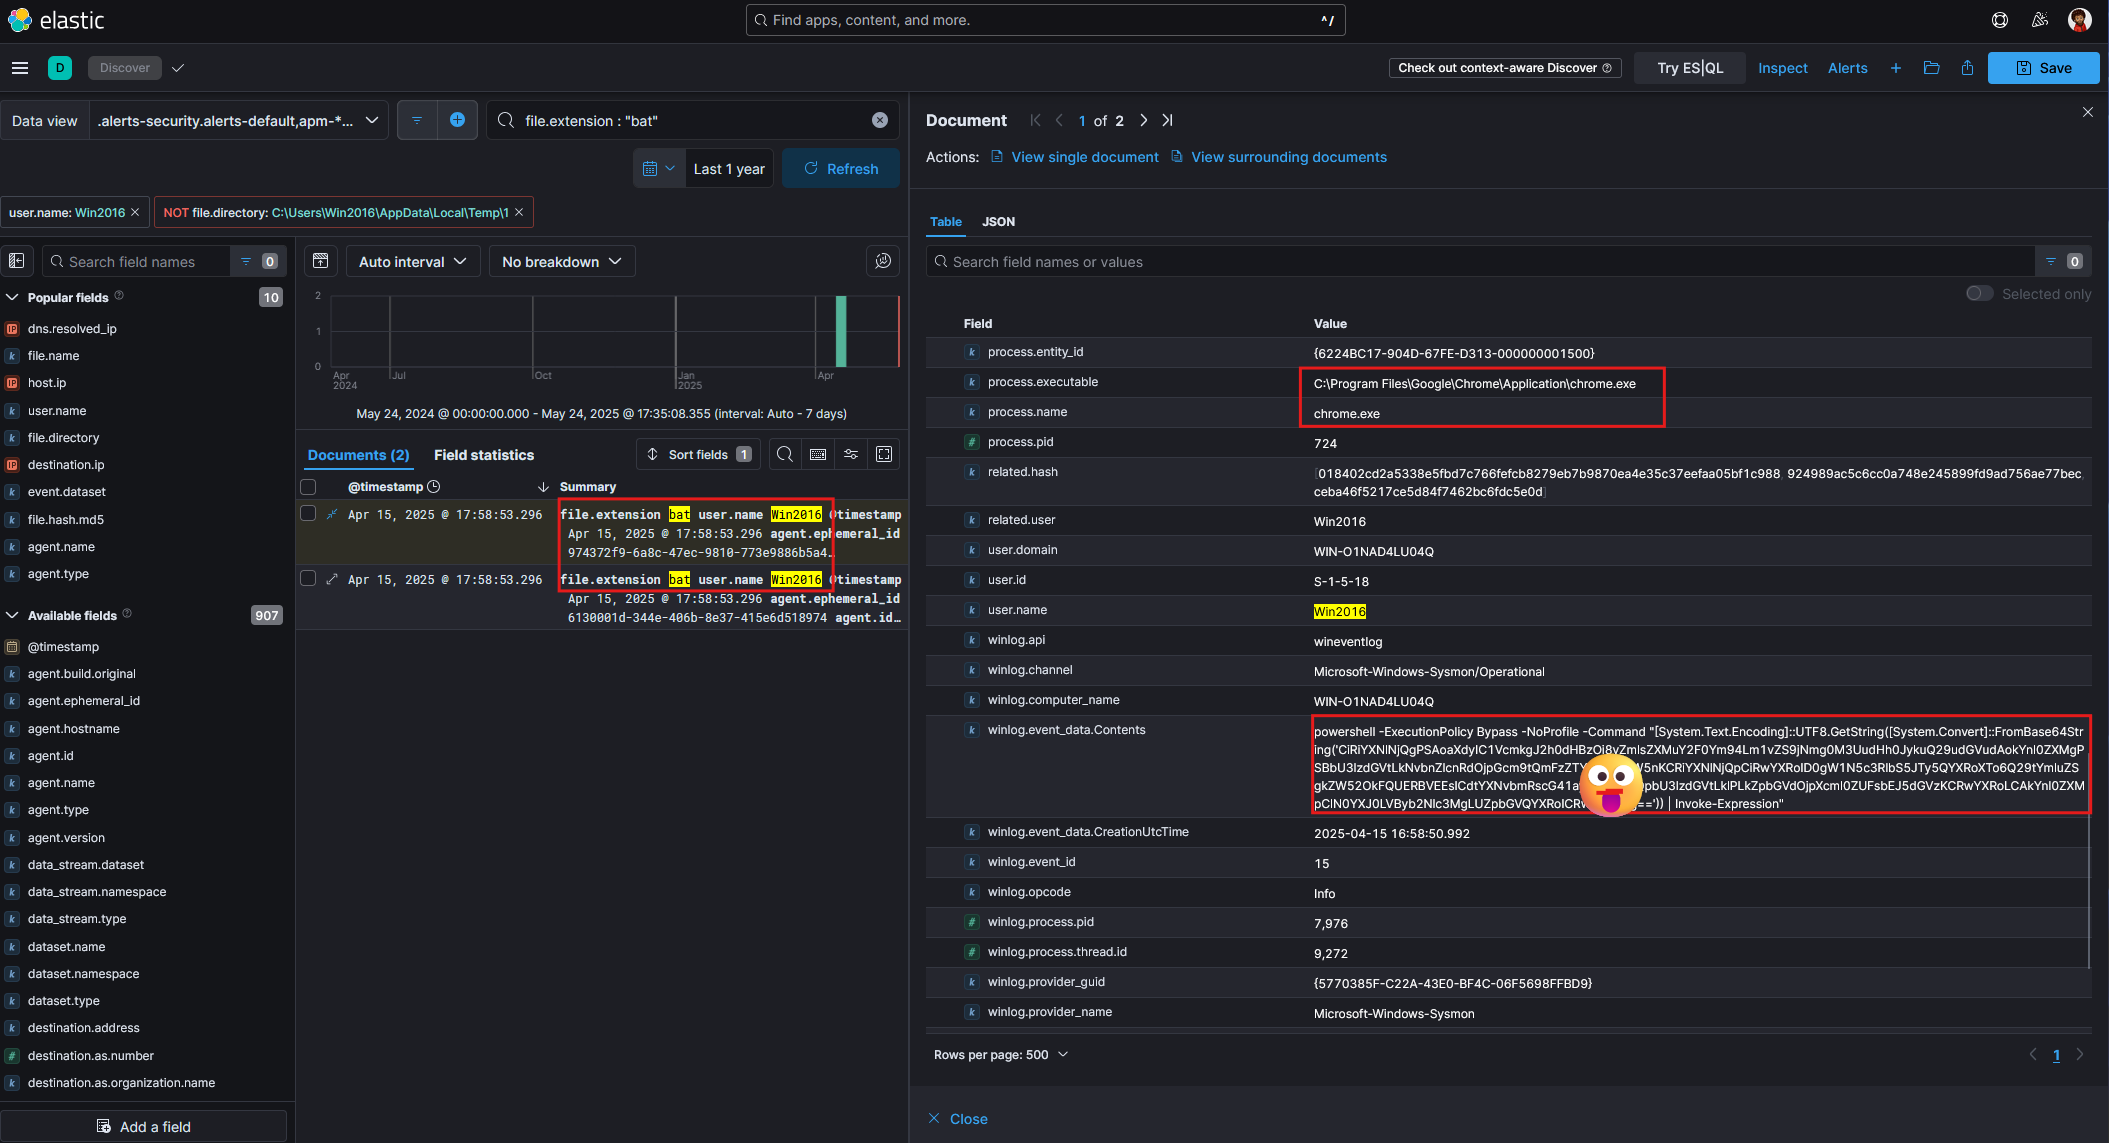 elastic
Find apps, content, and more.
^/
D
Discover
Check out context-aware Discover
Try ES|QL
Inspect
Alerts
Save
Data view
.alerts-security.alerts-default,apm-*...
file.extension : "bat"
Last 1 year
Refresh
user.name: Win2016
NOT file.directory: C:\Users\Win2016\AppData\Local\Temp\1
Search field names
0
Popular fields
10
dns.resolved_ip
file.name
host.ip
user.name
file.directory
destination.ip
event.dataset
file.hash.md5
agent.name
agent.type
Available fields
907
@timestamp
agent.build.original
agent.ephemeral_id
agent.hostname
agent.id
agent.name
agent.type
agent.version
data_stream.dataset
data_stream.namespace
data_stream.type
dataset.name
dataset.namespace
dataset.type
destination.address
destination.as.number
destination.as.organization.name
Add a field
Auto interval
No breakdown
2
1
0
Apr
2024
Jul
Oct
Jan
2025
Apr
May 24, 2024 @ 00:00:00.000 - May 24, 2025 @ 17:35:08.355 (interval: Auto - 7 days)
Documents (2)
Field statistics
Sort fields 1
@timestamp
Summary
Apr 15, 2025 @ 17:58:53.296
file.extension bat user.name Win2016 @timestamp
Apr 15, 2025 @ 17:58:53.296 agent.ephemeral_id
974372f9-6a8c-47ec-9810-773e9886b5a4…
Apr 15, 2025 @ 17:58:53.296
file.extension bat user.name Win2016 @timestamp
Apr 15, 2025 @ 17:58:53.296 agent.ephemeral_id
6130001d-344e-406b-8e37-415e6d518974 agent.id…
Document
1 of 2
Actions:
View single document
View surrounding documents
Table
JSON
Search field names or values
0
Selected only
Field
Value
process.entity_id
{6224BC17-904D-67FE-D313-000000001500}
process.executable
C:\Program Files\Google\Chrome\Application\chrome.exe
process.name
chrome.exe
process.pid
724
related.hash
[018402cd2a5338e5fbd7c766fefcb8279eb7b9870ea4e35c37eefaa05bf1c988, 924989ac5c6cc0a748e245899fd9ad756ae77bec,
ceba46f5217ce5d84f7462bc6fdc5e0d]
related.user
Win2016
user.domain
WIN-O1NAD4LU04Q
user.id
S-1-5-18
user.name
Win2016
winlog.api
wineventlog
winlog.channel
Microsoft-Windows-Sysmon/Operational
winlog.computer_name
WIN-O1NAD4LU04Q
winlog.event_data.Contents
powershell -ExecutionPolicy Bypass -NoProfile -Command "[System.Text.Encoding]::UTF8.GetString([System.Convert]::FromBase64Str
ing('
')) | Invoke-Expression"
winlog.event_data.CreationUtcTime
2025-04-15 16:58:50.992
winlog.event_id
15
winlog.opcode
Info
winlog.process.pid
7,976
winlog.process.thread.id
9,272
winlog.provider_guid
{5770385F-C22A-43E0-BF4C-06F5698FFBD9}
winlog.provider_name
Microsoft-Windows-Sysmon
Rows per page: 500
1
Close